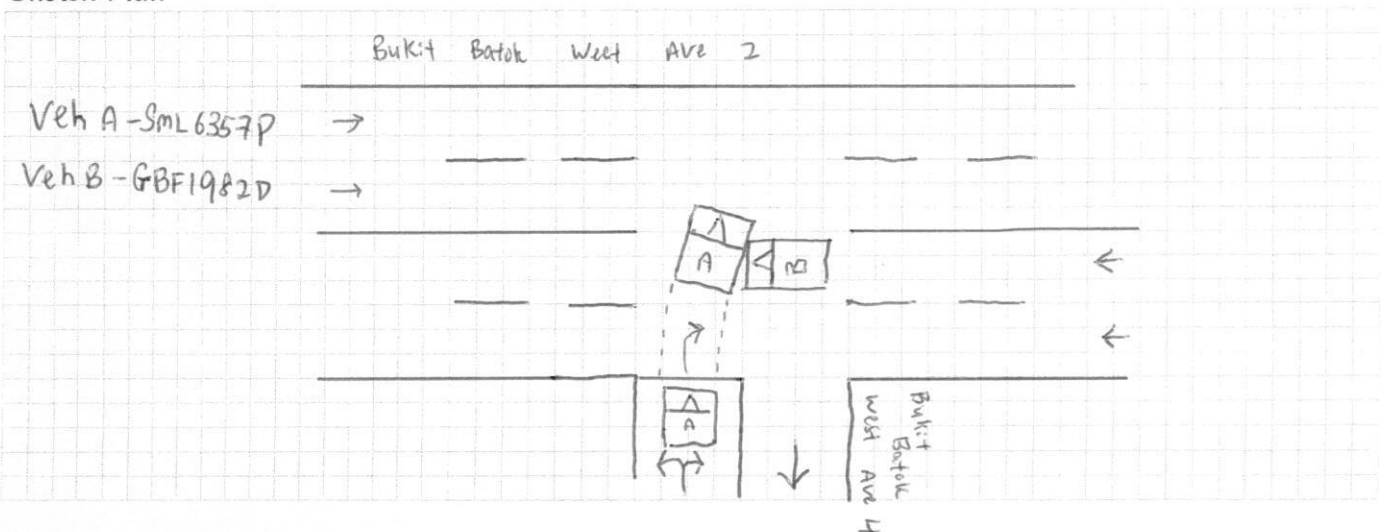 Bukit Batok West Ave 2
Veh A - SmL6357P
Veh B - GBF1982D
A
B
A
Bukit
Batok
West Ave 4